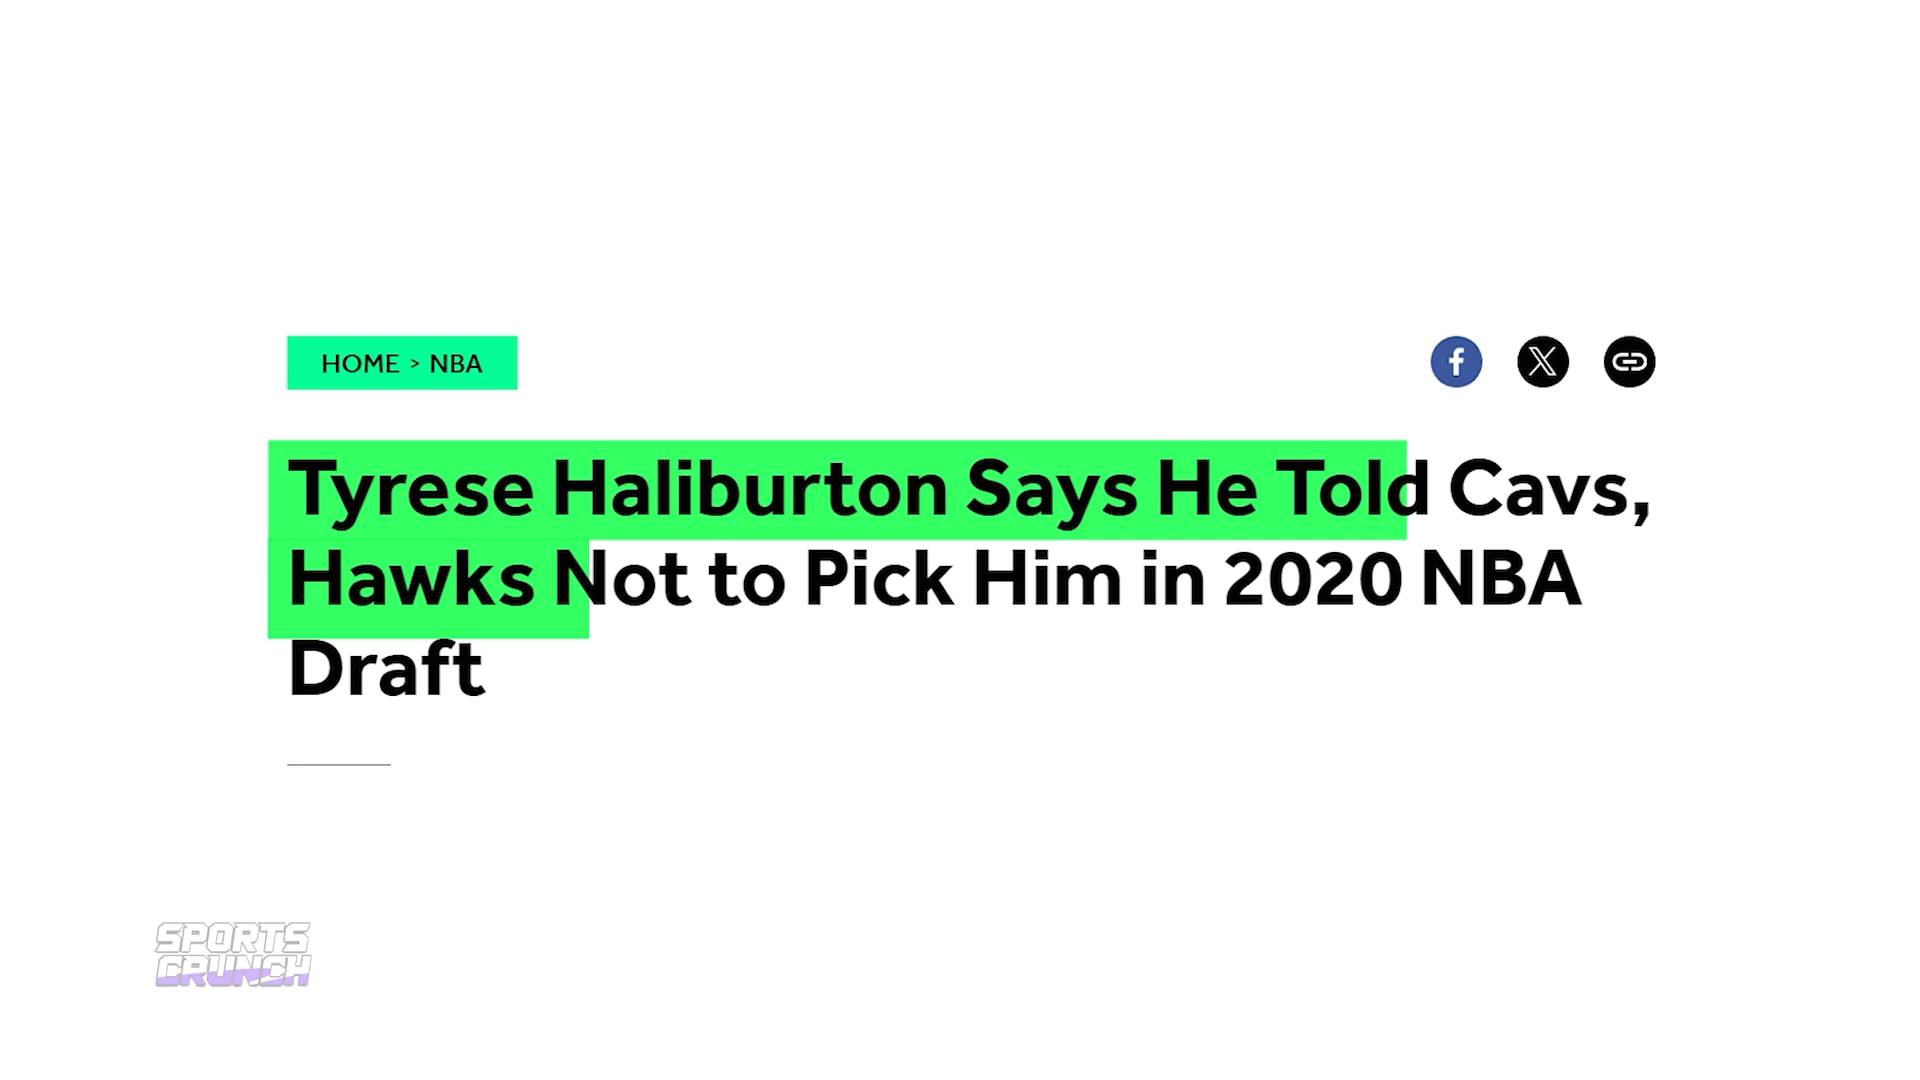 HOME > NBA
Tyrese Haliburton Says He Told Cavs,
Hawks Not to Pick Him in 2020 NBA
Draft
SPORTS
CRUNCH